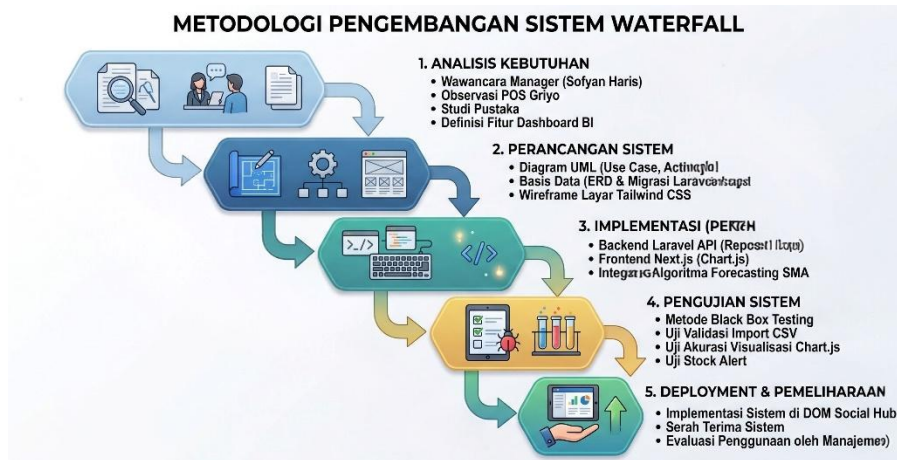 METODOLOGI PENGEMBANGAN SISTEM WATERFALL
1. ANALISIS KEBUTUHAN
• Wawancara Manager (Sofyan Haris)
• Observasi POS Griyo
• Studi Pustaka
• Definisi Fitur Dashboard BI
2. PERANCANGAN SISTEM
• Diagram UML (Use Case,
• Basis Data (ERD & Migrasi
• Wireframe Layar Tailwind CSS
3. IMPLEMENTASI
• Backend Laravel API
• Frontend Next.js (Chart.js)
• Algoritma Forecasting SMA
4. PENGUJIAN SISTEM
• Metode Black Box Testing
• Uji Validasi Import CSV
• Uji Akurasi Visualisasi Chart.js
• Uji Stock Alert
5. DEPLOYMENT & PEMELIHARAAN
• Implementasi Sistem di DOM Social Hub
• Serah Terima Sistem
• Evaluasi Penggunaan oleh